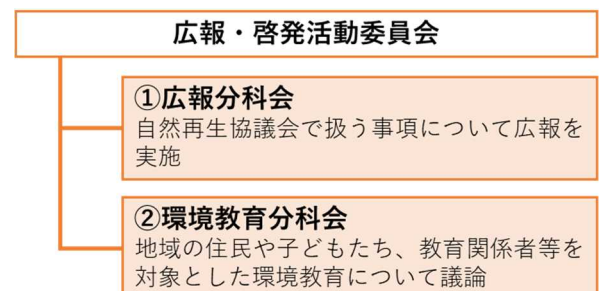 広報・啓発活動委員会
①広報分科会
自然再生協議会で扱う事項について広報を
実施
②環境教育分科会
地域の住民や子どもたち、教育関係者等を
対象とした環境教育について議論